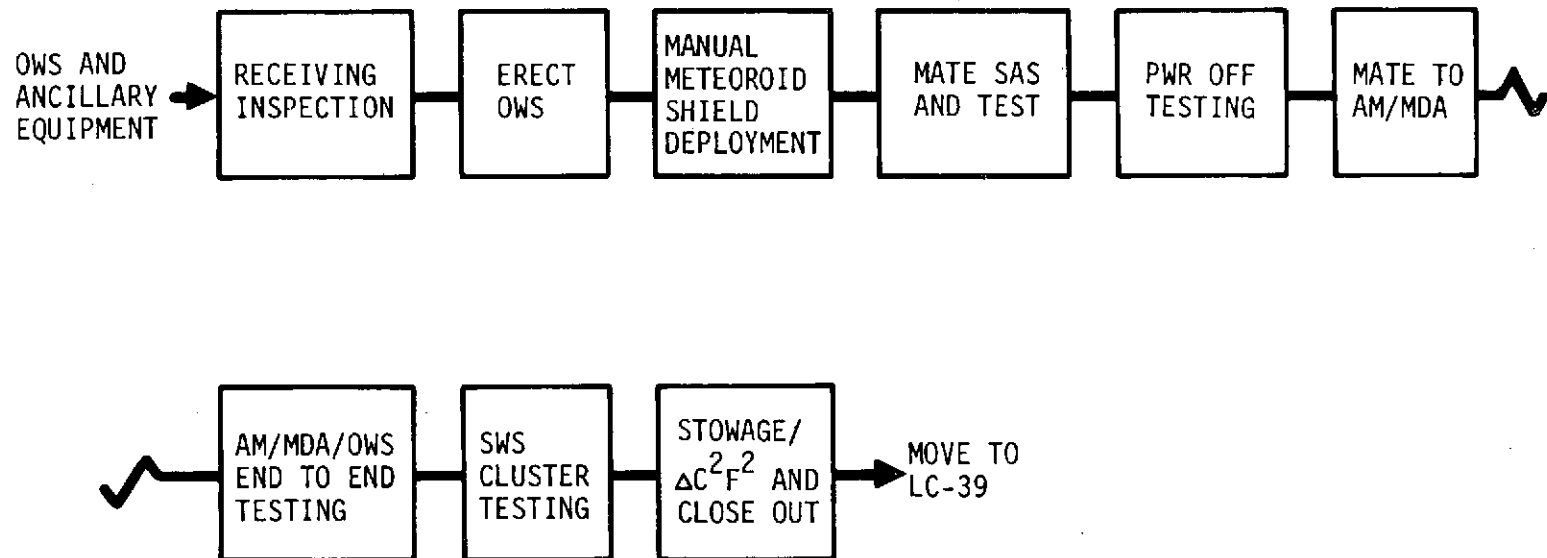 OWS AND
ANCILLARY
EQUIPMENT
RECEIVING
INSPECTION
ERECT
OWS
MANUAL
METEOROID
SHIELD
DEPLOYMENT
MATE SAS
AND TEST
PWR OFF
TESTING
MATE TO
AM/MDA
AM/MDA/OWS
END TO END
TESTING
SWS
CLUSTER
TESTING
STOWAGE/
ΔC²F² AND
CLOSE OUT
MOVE TO
LC-39